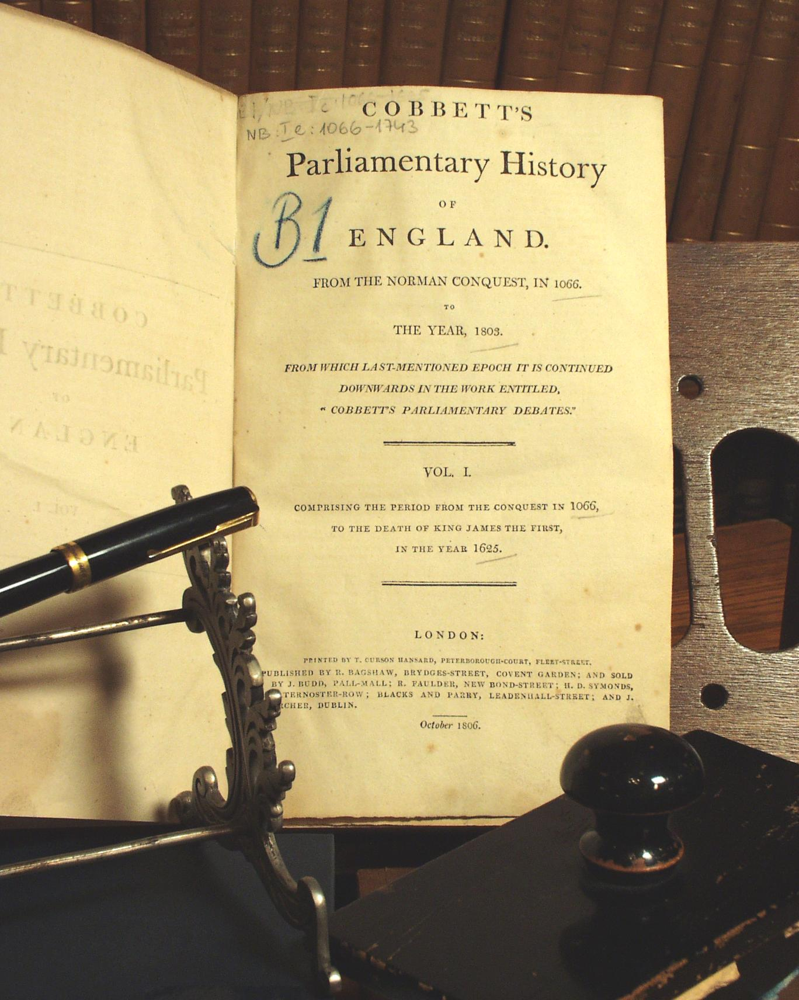 NB: Ie: 1066-1743
COBBETT'S
Parliamentary History
OF
B1
ENGLAND.
FROM THE NORMAN CONQUEST, IN 1066.
TO
THE YEAR, 1803.
FROM WHICH LAST-MENTIONED EPOCH IT IS CONTINUED
DOWNWARDS IN THE WORK ENTITLED,
"COBBETT'S PARLIAMENTARY DEBATES."
VOL. I.
COMPRISING THE PERIOD FROM THE CONQUEST IN 1066,
TO THE DEATH OF KING JAMES THE FIRST,
IN THE YEAR 1625.
LONDON:
PRINTED BY T. CURSON HANSARD, PETERBOROUGH-COURT, FLEET-STREET.
PUBLISHED BY R. BAGSHAW, BRYDGES-STREET, COVENT GARDEN; AND SOLD
BY J. BUDD, PALL-MALL; R. FAULDER, NEW BOND-STREET; H. D. SYMONDS,
TERNOSTER-ROW; BLACKS AND PARRY, LEADENHALL-STREET; AND J.
RCHER, DUBLIN.
October 1806.